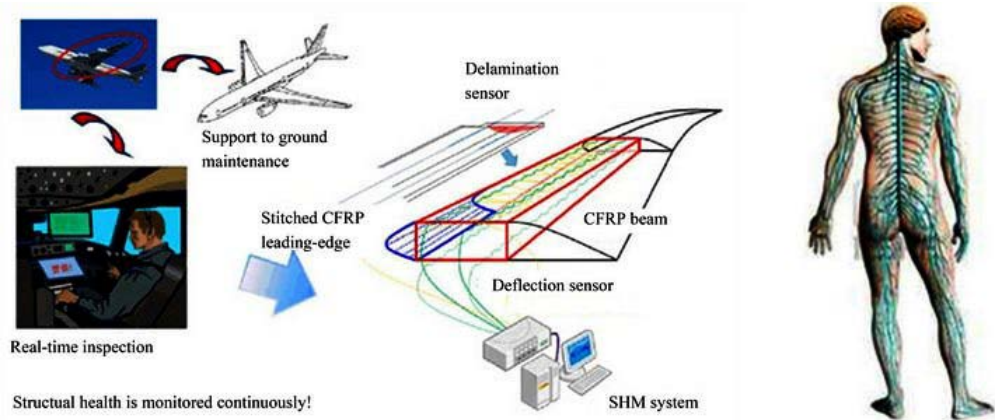 Delamination
sensor
Support to ground
maintenance
Stitched CFRP
leading-edge
CFRP beam
Deflection sensor
Real-time inspection
Structual health is monitored continuously!
SHM system